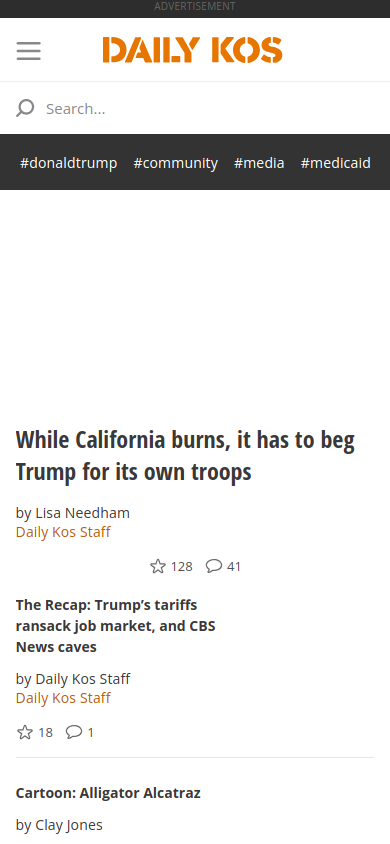 ADVERTISEMENT
DAILY KOS
Search...
#donaldtrump #community #media #medicaid
While California burns, it has to beg
Trump for its own troops
by Lisa Needham
Daily Kos Staff
128 41
The Recap: Trump’s tariffs
ransack job market, and CBS
News caves
by Daily Kos Staff
Daily Kos Staff
18 1
Cartoon: Alligator Alcatraz
by Clay Jones